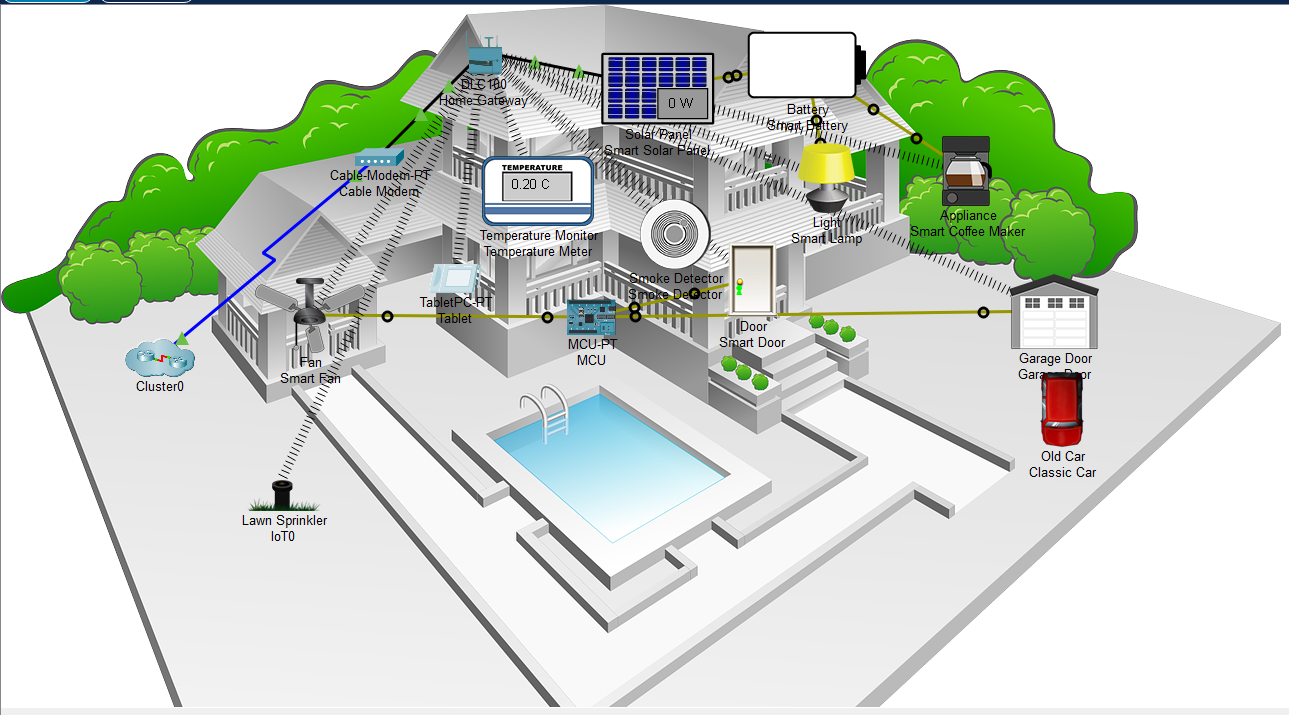 DLC100
Home Gateway
0 W
Solar Panel
Smart Solar Panel
Battery
Smart Battery
Cable-Modem-PT
Cable Modem
TEMPERATURE
0.20 C
Temperature Monitor
Temperature Meter
Light
Smart Lamp
Appliance
Smart Coffee Maker
Smoke Detector
Smoke Detector
TabletPC-PT
Tablet
MCU-PT
MCU
Door
Smart Door
Fan
Smart Fan
Cluster0
Garage Door
Garage Door
Old Car
Classic Car
Lawn Sprinkler
IoT0